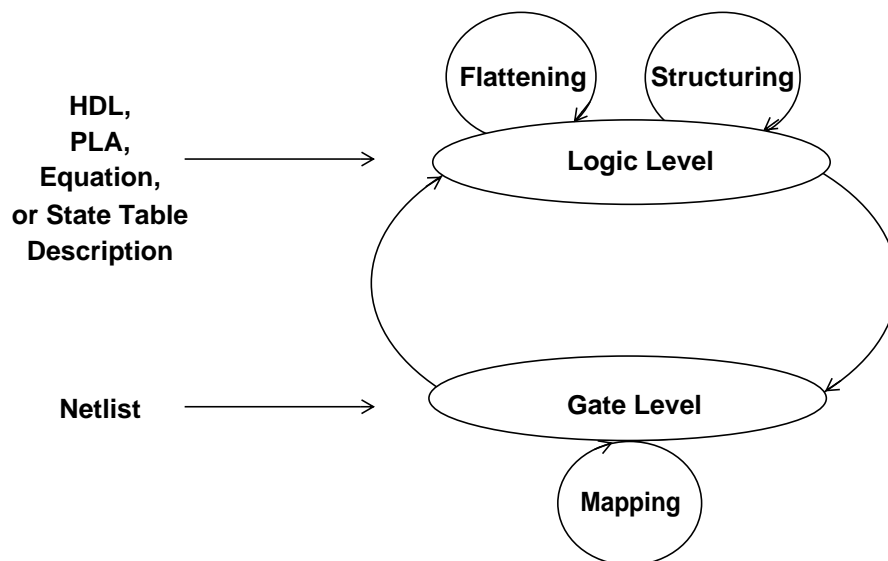 Flattening
Structuring
HDL,
PLA,
Equation,
or State Table
Description
Logic Level
Netlist
Gate Level
Mapping